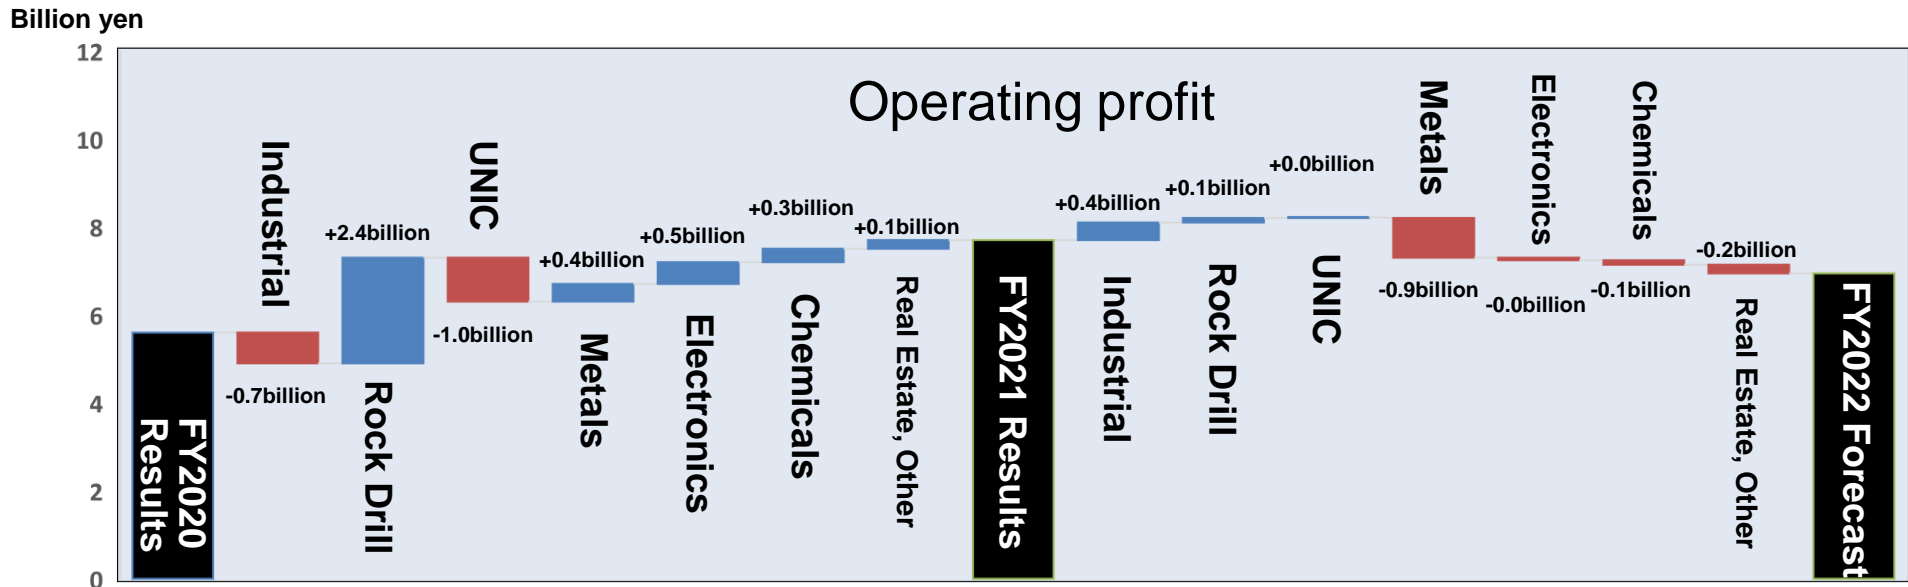 Billion yen
12
10
8
6
4
2
0
Operating profit
FY2020
Results
Industrial
-0.7billion
+2.4billion
Rock Drill
UNIC
-1.0billion
+0.4billion
Metals
+0.5billion
Electronics
+0.3billion
Chemicals
+0.1billion
Real Estate, Other
FY2021 Results
+0.4billion
Industrial
+0.1billion
Rock Drill
+0.0billion
UNIC
Metals
-0.9billion
Electronics
-0.0billion
Chemicals
-0.1billion
-0.2billion
Real Estate, Other
FY2022 Forecast